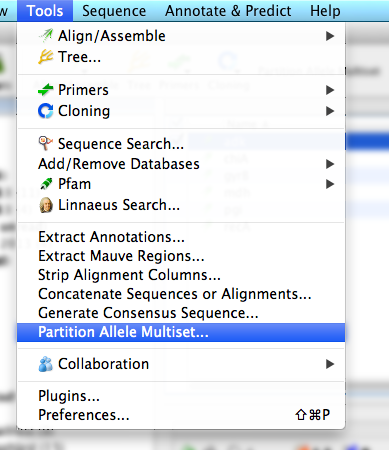 w Tools Sequence Annotate & Predict Help
Align/Assemble
Tree...
Primers
Cloning
Sequence Search...
Add/Remove Databases
Pfam
Linnaeus Search...
Extract Annotations...
Extract Mauve Regions...
Strip Alignment Columns...
Concatenate Sequences or Alignments...
Generate Consensus Sequence...
Partition Allele Multiset...
Collaboration
Plugins...
Preferences... ⇧⌘P